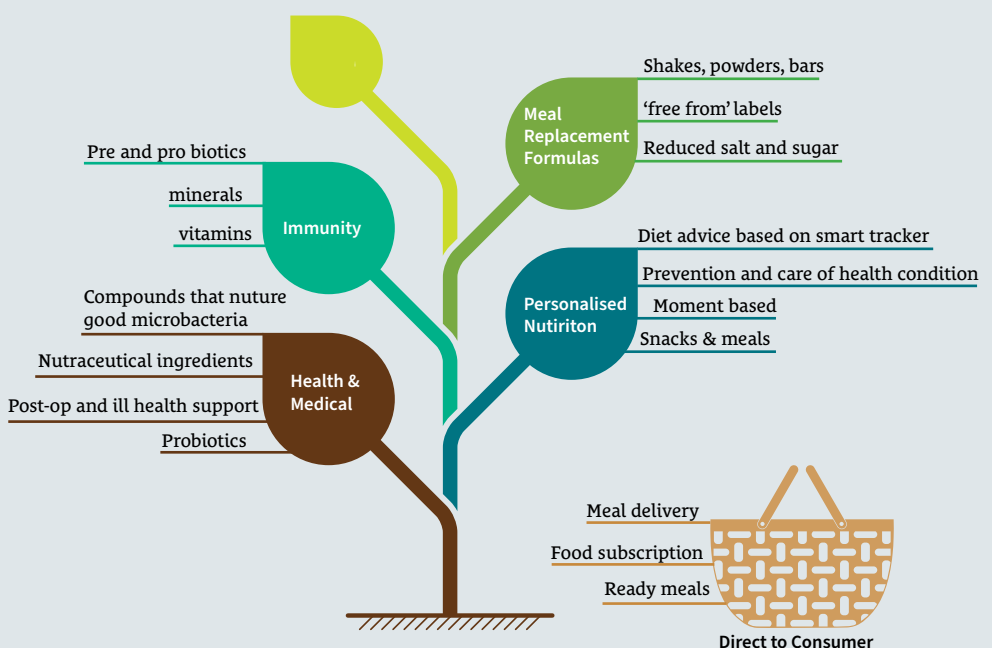 Shakes, powders, bars
‘free from’ labels
Reduced salt and sugar
Meal
Replacement
Formulas
Pre and pro biotics
minerals
vitamins
Immunity
Diet advice based on smart tracker
Prevention and care of health condition
Moment based
Snacks & meals
Personalised
Nutiriton
Compounds that nuture
good microbacteria
Nutraceutical ingredients
Post-op and ill health support
Probiotics
Health &
Medical
Meal delivery
Food subscription
Ready meals
Direct to Consumer